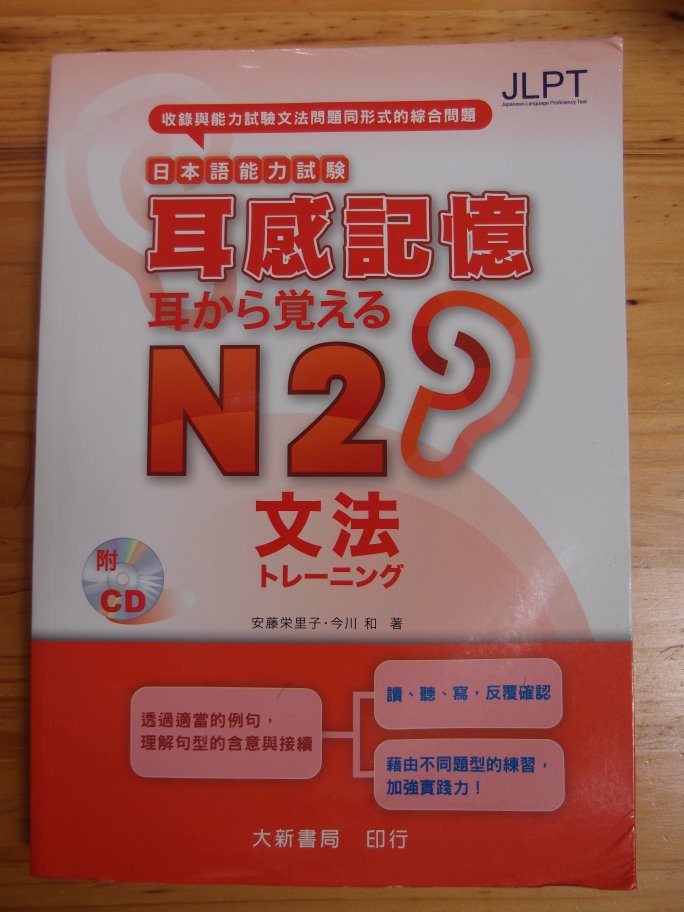 JLPT
Japanese-Language Proficiency Test
收錄與能力試驗文法問題同形式的綜合問題
日本語能力試験
耳感記憶
耳から覚える
N2
文法
トレーニング
附
CD
安藤栄里子・今川 和 著
透過適當的例句，
理解句型的含意與接續
讀、聽、寫，反覆確認
藉由不同題型的練習，
加強實踐力！
大新書局 印行